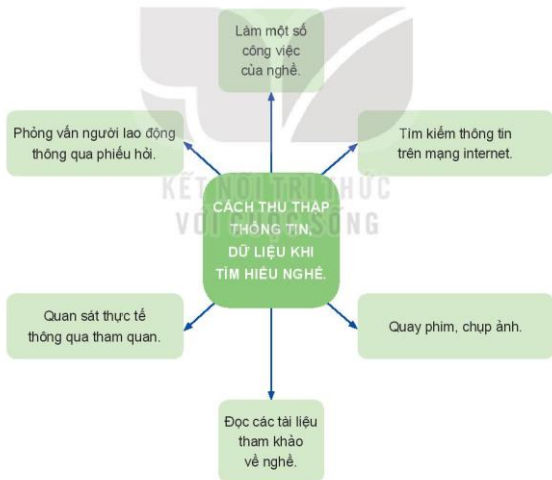 Làm một số
công việc
của nghề.
Phỏng vấn người lao động
thông qua phiếu hỏi.
Tìm kiếm thông tin
trên mạng internet.
KẾT NỐI TRI THỨC
VỚI CUỘC SỐNG
CÁCH THU THẬP
THÔNG TIN,
DỮ LIỆU KHI
TÌM HIỂU NGHỀ.
Quan sát thực tế
thông qua tham quan.
Quay phim, chụp ảnh.
Đọc các tài liệu
tham khảo
về nghề.